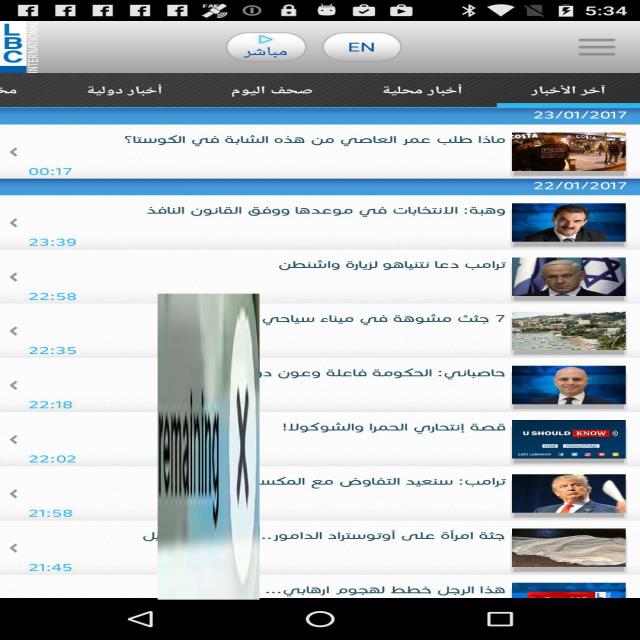 5:34
LBC
INTERNATIONAL
مباشر
EN
آخر الأخبار
أخبار محلية
صحف اليوم
أخبار دولية
23/01/2017
ماذا طلب عمر العاصي من هذه الشابة في الكوستا؟
00:17
22/01/2017
وهبة: الانتخابات في موعدها ووفق القانون النافذ
23:39
ترامب دعا نتنياهو لزيارة واشنطن
22:58
7 جثث مشوهة في ميناء سياحي
22:35
حاصباني: الحكومة فاعلة وعون
22:18
قصة إنتحاري الحمرا والشوكولا!
U SHOULD KNOW
22:02
ترامب: سنعيد التفاوض مع
21:58
جثة امرأة على أوتوستراد الدامور..
21:45
هذا الرجل خطط لهجوم ارهابي...
remaining
X